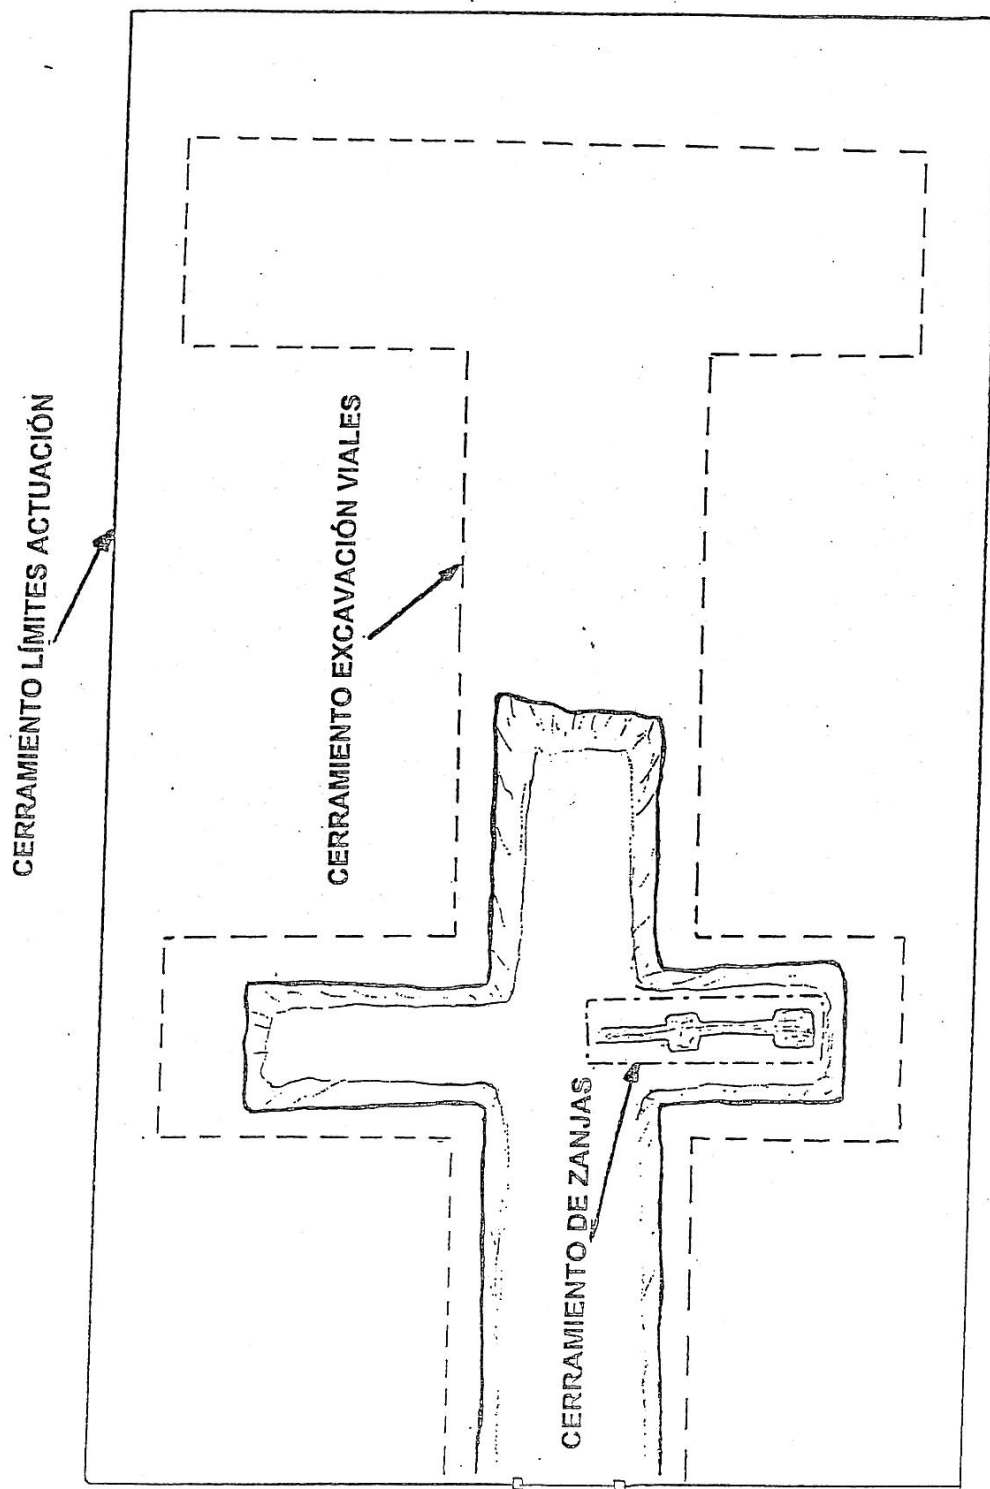 CERRAMIENTO LÍMITES ACTUACIÓN
CERRAMIENTO EXCAVACIÓN VIALES
CERRAMIENTO DE ZANJAS